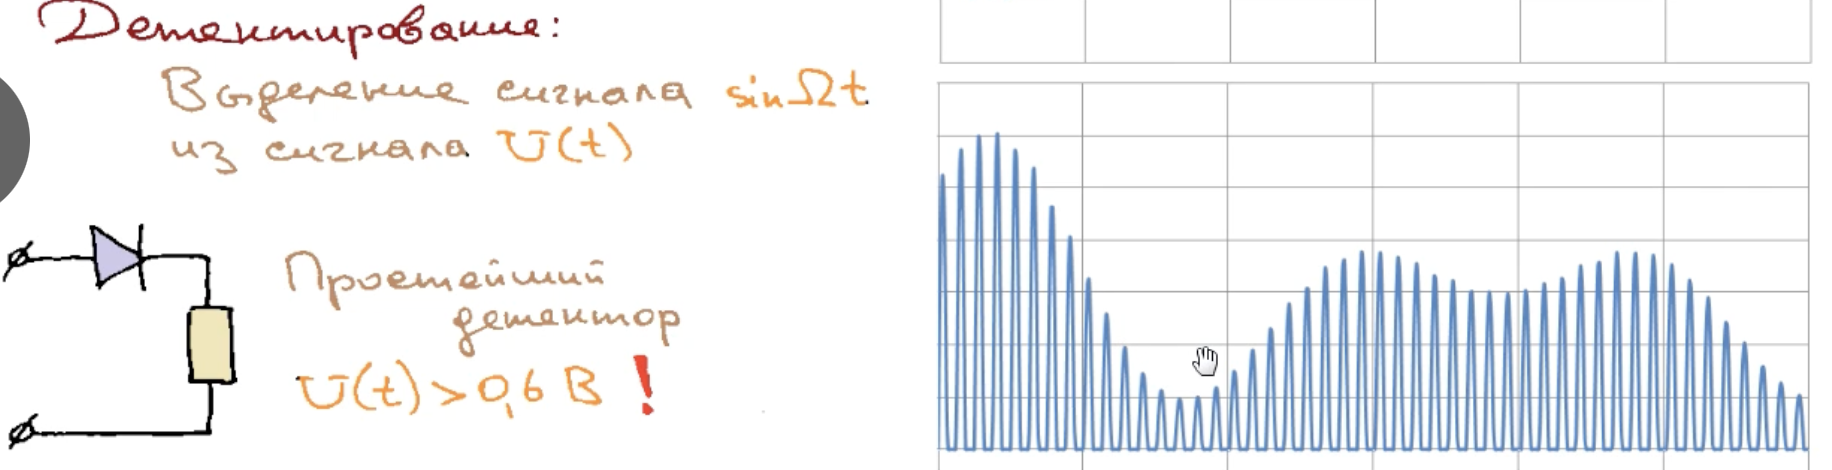 Детектирование:
Выделение сигнала sinΩt
из сигнала U(t)
Простейший
детектор
U(t) > 0,6 В !